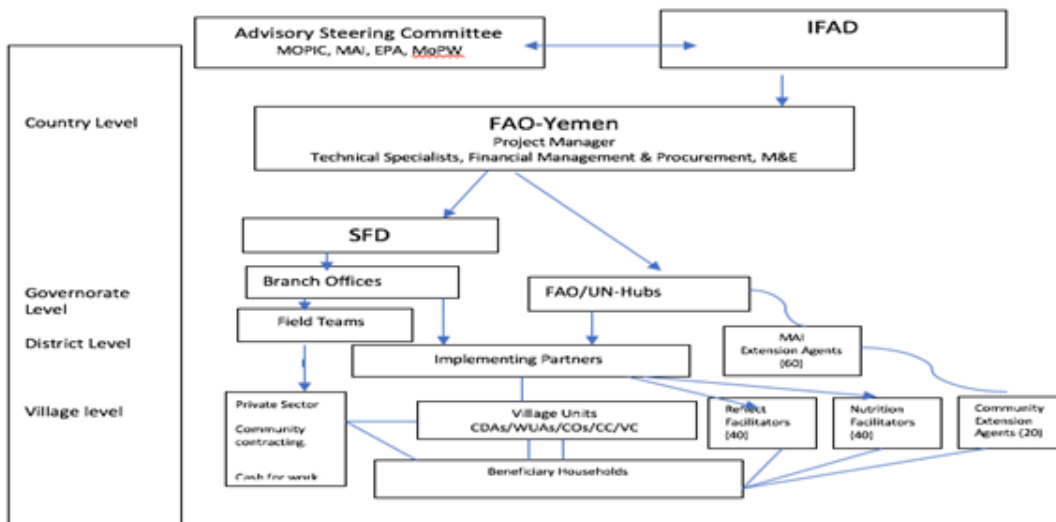 Advisory Steering Committee
MOPIC, MAI, EPA, MoPW
IFAD
Country Level
FAO-Yemen
Project Manager
Technical Specialists, Financial Management & Procurement, M&E
SFD
Branch Offices
Governorate
Level
FAO/UN-Hubs
Field Teams
District Level
MAI
Extension Agents
(60)
Implementing Partners
Village level
Private Sector
Community
contracting.
Cash for work
Village Units
CDAs/WUAs/COs/CC/VC
Reflect
Facilitators
(40)
Nutrition
Facilitators
(40)
Community
Extension
Agents (20)
Beneficiary Households